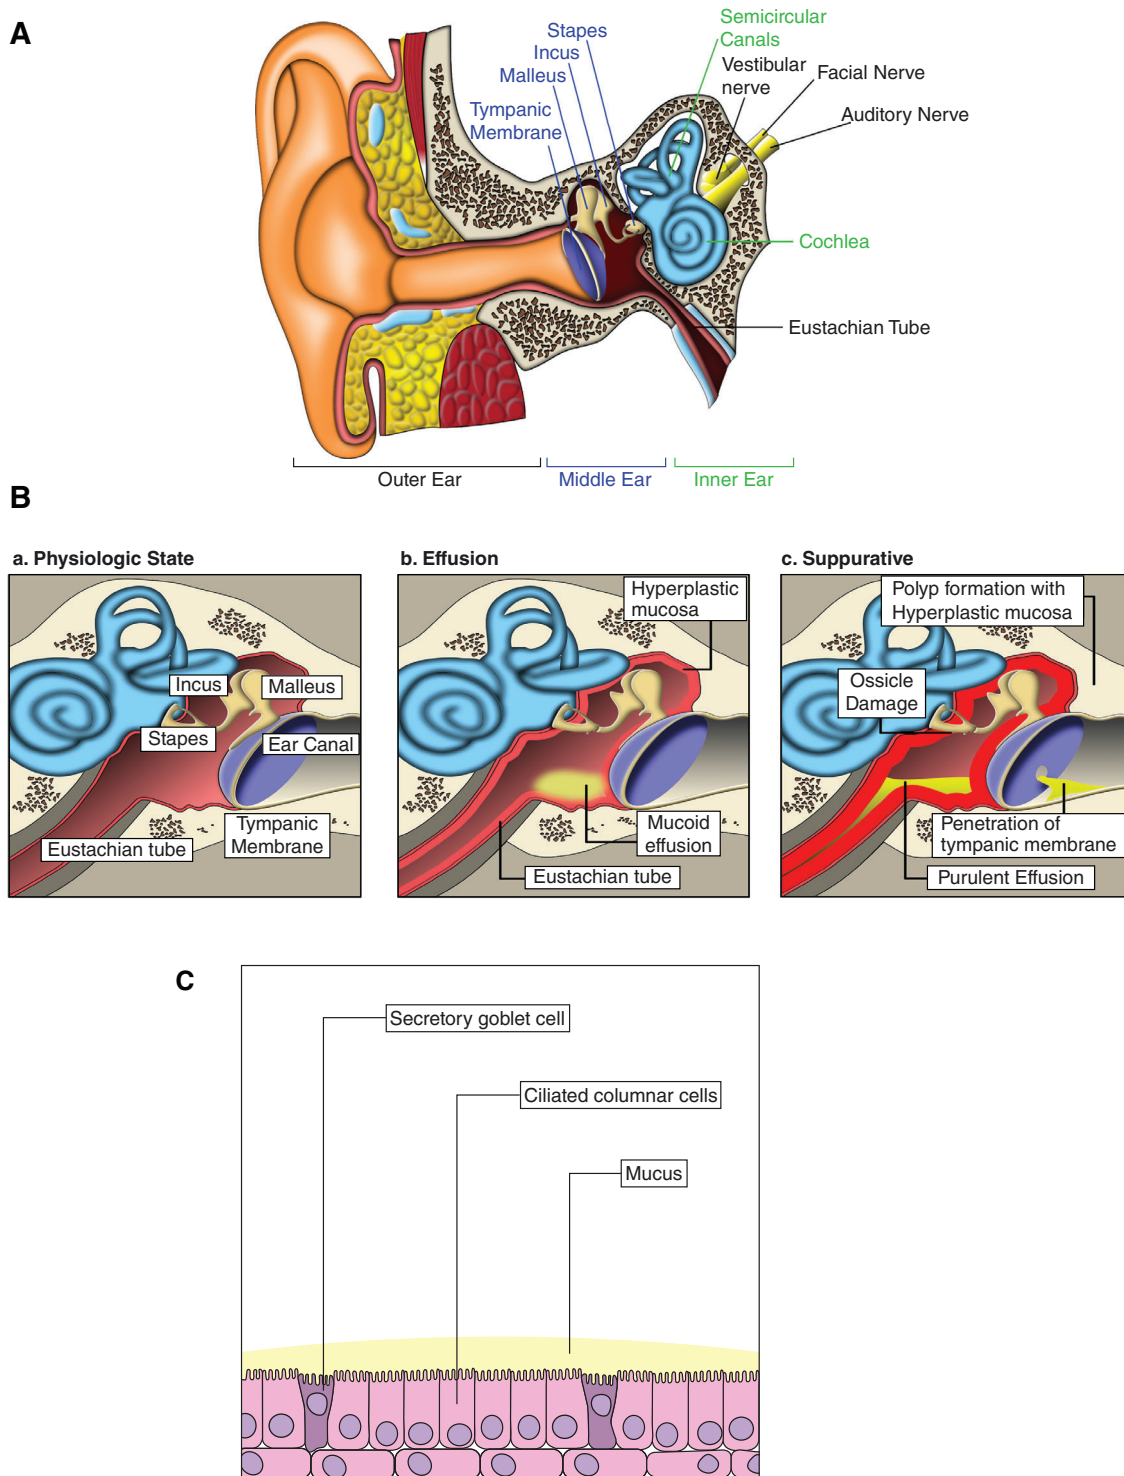 A
Stapes
Incus
Malleus
Tympanic
Membrane
Semicircular
Canals
Vestibular
nerve
Facial Nerve
Auditory Nerve
Cochlea
Eustachian Tube
Outer Ear
Middle Ear
Inner Ear
B
a. Physiologic State
Incus
Malleus
Stapes
Ear Canal
Tympanic
Membrane
Eustachian tube
b. Effusion
Hyperplastic
mucosa
Mucoid
effusion
Eustachian tube
c. Suppurative
Polyp formation with
Hyperplastic mucosa
Ossicle
Damage
Penetration of
tympanic membrane
Purulent Effusion
C
Secretory goblet cell
Ciliated columnar cells
Mucus